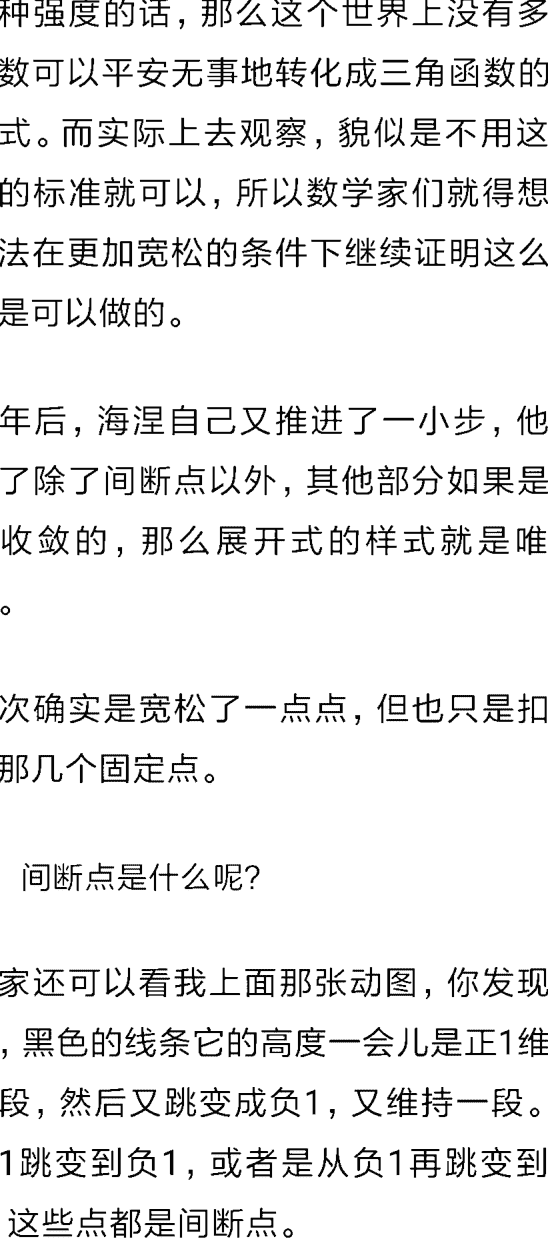 种强度的话，那么这个世界上没有多
数可以平安无事地转化成三角函数的
式。而实际上去观察，貌似是不用这
的标准就可以，所以数学家们就得想
法在更加宽松的条件下继续证明这么
是可以做的。
年后，海涅自己又推进了一小步，他
了除了间断点以外，其他部分如果是
收敛的，那么展开式的样式就是唯
。
次确实是宽松了一点点，但也只是扣
那几个固定点。
间断点是什么呢？
家还可以看我上面那张动图，你发现
，黑色的线条它的高度一会儿是正1维
段，然后又跳变成负1，又维持一段。
1跳变到负1，或者是从负1再跳变到
这些点都是间断点。